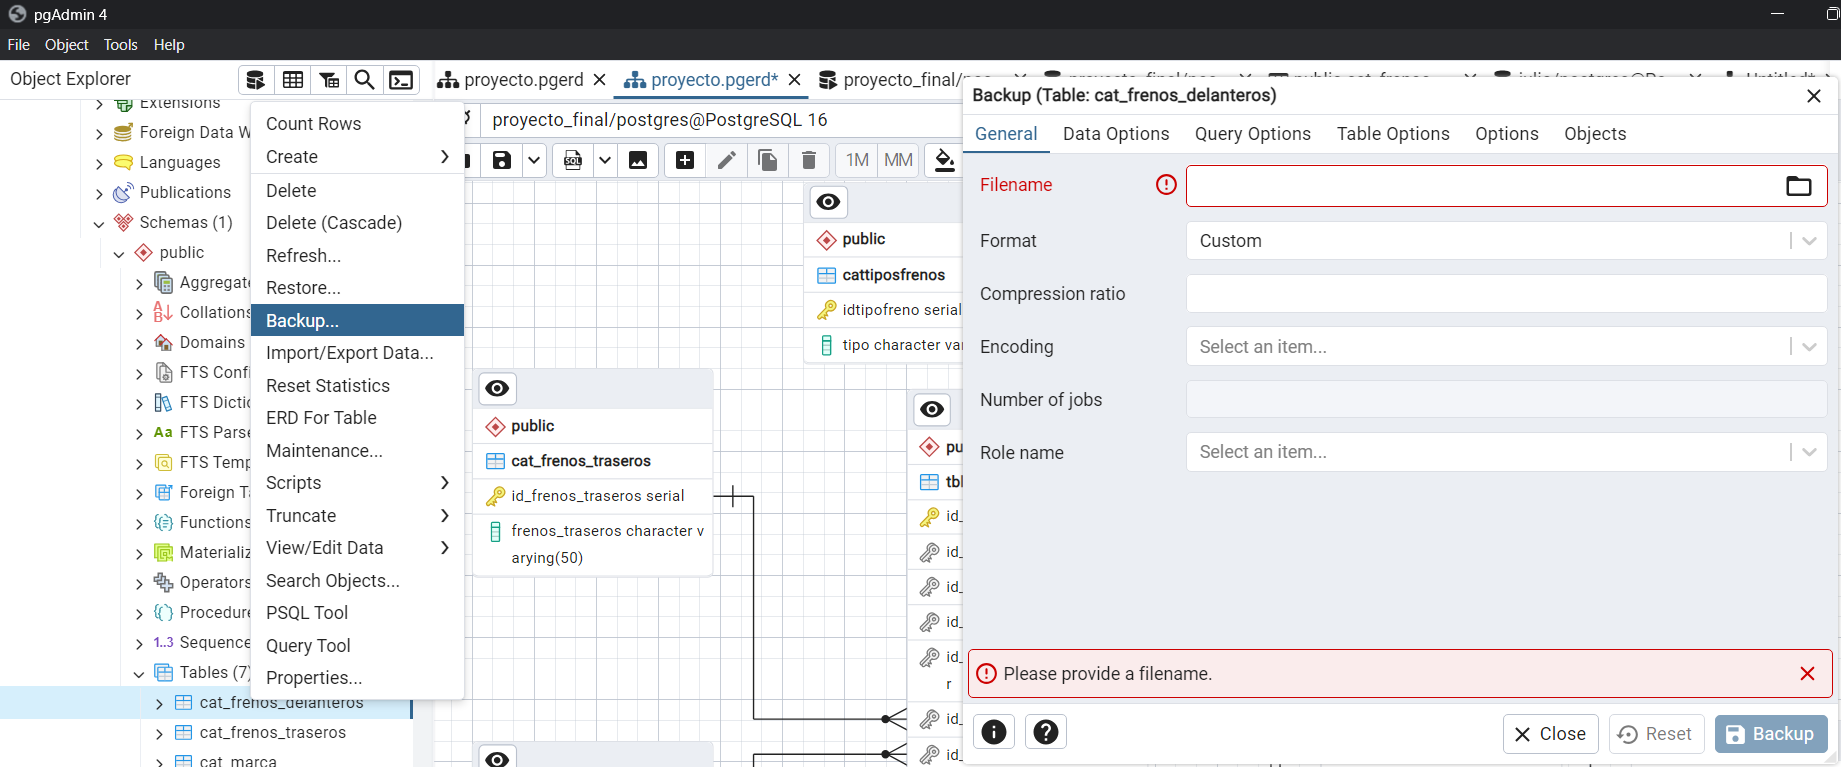 pgAdmin 4
File Object Tools Help
Object Explorer
proyecto.pgerd
proyecto.pgerd*
proyecto_final/
proyecto_final/postgres@PostgreSQL 16
1M MM
Extensions
Foreign Data W
Languages
Publications
Schemas (1)
public
Aggregate
Collations
Domains
FTS Confi
FTS Dictio
Aa FTS Parse
FTS Temp
Foreign Ta
Functions
Materializ
Operators
Procedure
1..3 Sequence
Tables (7)
cat_frenos_delanteros
cat_frenos_traseros
cat_marca
Count Rows
Create
Delete
Delete (Cascade)
Refresh...
Restore...
Backup...
Import/Export Data...
Reset Statistics
ERD For Table
Maintenance...
Scripts
Truncate
View/Edit Data
Search Objects...
PSQL Tool
Query Tool
Properties...
public
cattiposfrenos
idtipofreno serial
tipo character va
public
cat_frenos_traseros
id_frenos_traseros serial
frenos_traseros character v
arying(50)
pu
tbl
id_
id_
id_
id_
id_
r
id_
id_
Backup (Table: cat_frenos_delanteros)
General Data Options Query Options Table Options Options Objects
Filename
Format Custom
Compression ratio
Encoding Select an item...
Number of jobs
Role name Select an item...
Please provide a filename.
Close Reset Backup